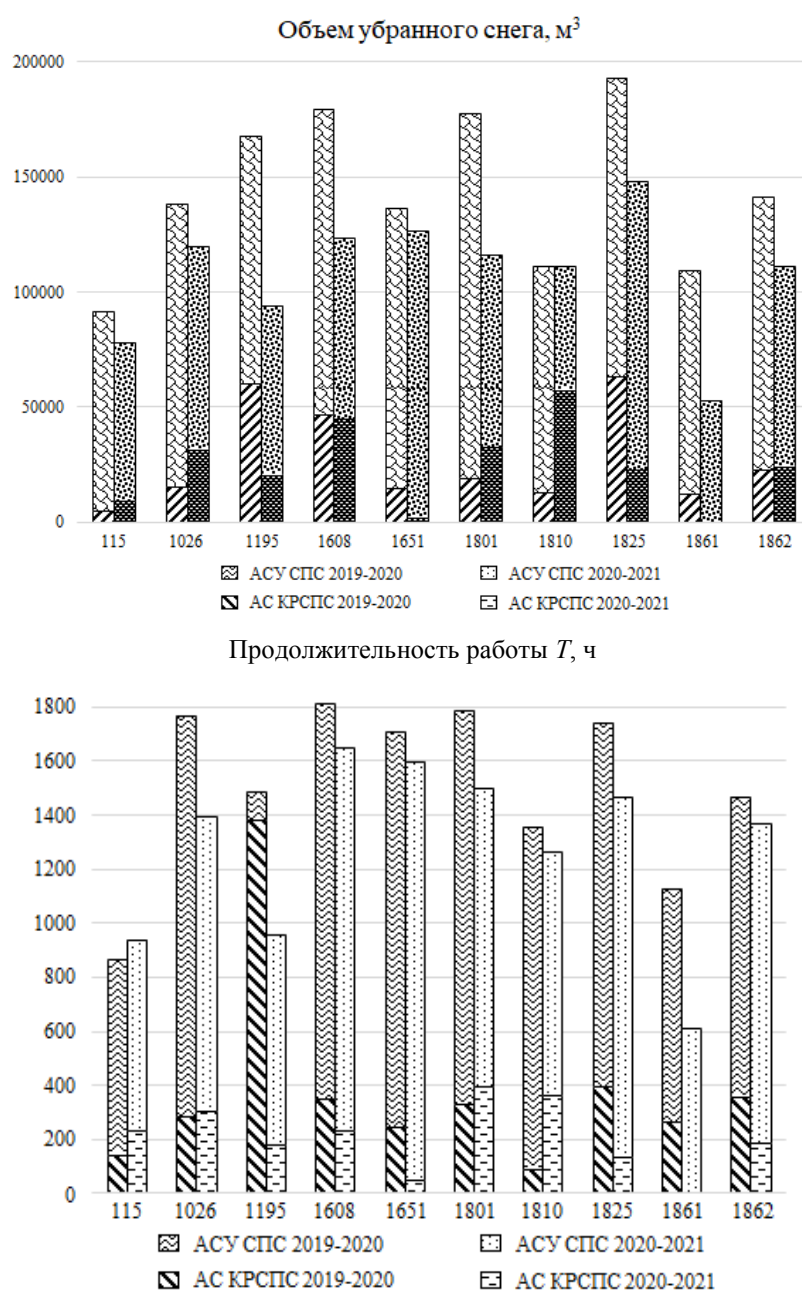 Объем убранного снега, м³
200000
150000
100000
50000
0
115 1026 1195 1608 1651 1801 1810 1825 1861 1862
АСУ СПС 2019-2020 АСУ СПС 2020-2021
АС КРСПС 2019-2020 АС КРСПС 2020-2021
Продолжительность работы T, ч
1800
1600
1400
1200
1000
800
600
400
200
0
115 1026 1195 1608 1651 1801 1810 1825 1861 1862
АСУ СПС 2019-2020 АСУ СПС 2020-2021
АС КРСПС 2019-2020 АС КРСПС 2020-2021